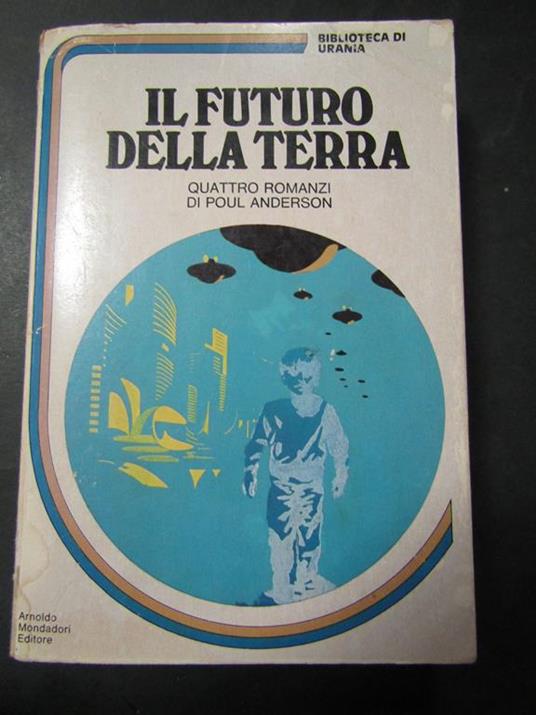 BIBLIOTECA DI
URANIA
IL FUTURO
DELLA TERRA
QUATTRO ROMANZI
DI POUL ANDERSON
Arnoldo
Mondadori
Editore